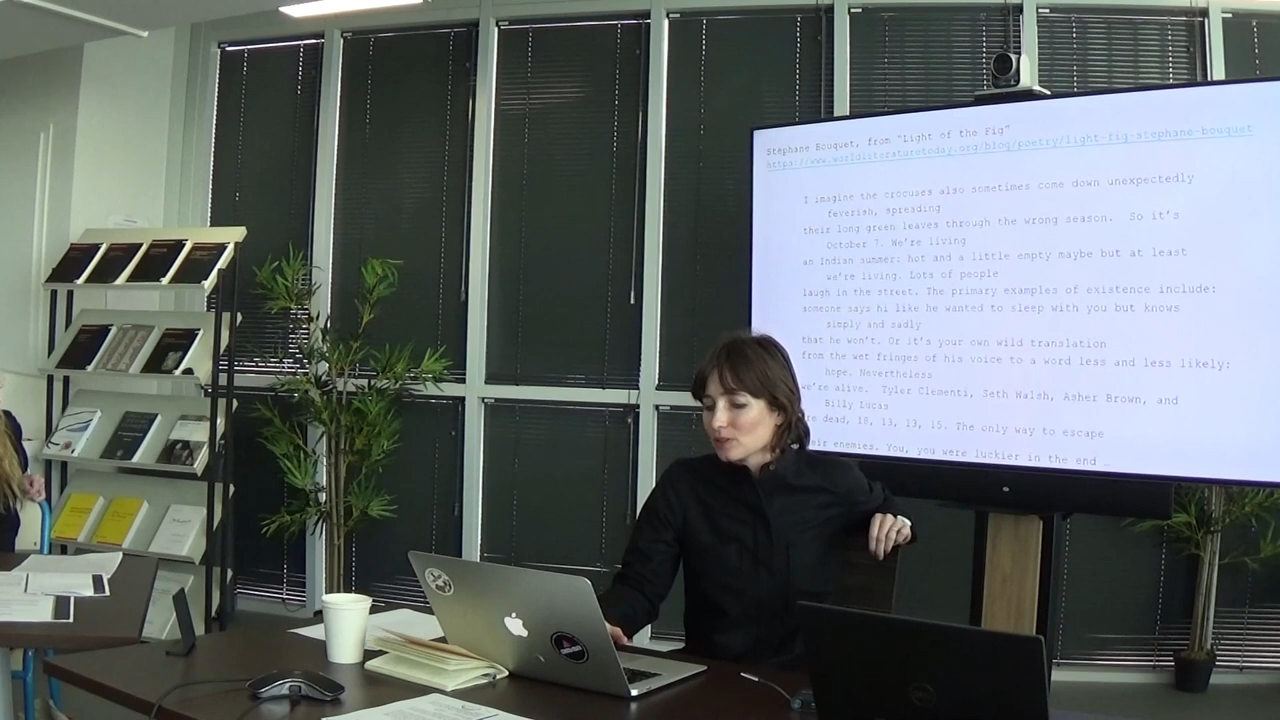 Stéphane Bouquet, from "Light of the Fig"
https://www.worldliteraturetoday.org/blog/poetry/light-fig-stephane-bouquet
I imagine the crocuses also sometimes come down unexpectedly
feverish, spreading
their long green leaves through the wrong season. So it's
October 7. We're living
an Indian summer: hot and a little empty maybe but at least
we're living. Lots of people
laugh in the street. The primary examples of existence include:
someone says hi like he wanted to sleep with you but knows
simply and sadly
that he won't. Or it's your own wild translation
from the wet fringes of his voice to a word less and less likely:
hope. Nevertheless
we're alive. Tyler Clementi, Seth Walsh, Asher Brown, and
Billy Lucas
re dead, 18, 13, 13, 15. The only way to escape
eir enemies. You, you were luckier in the end …